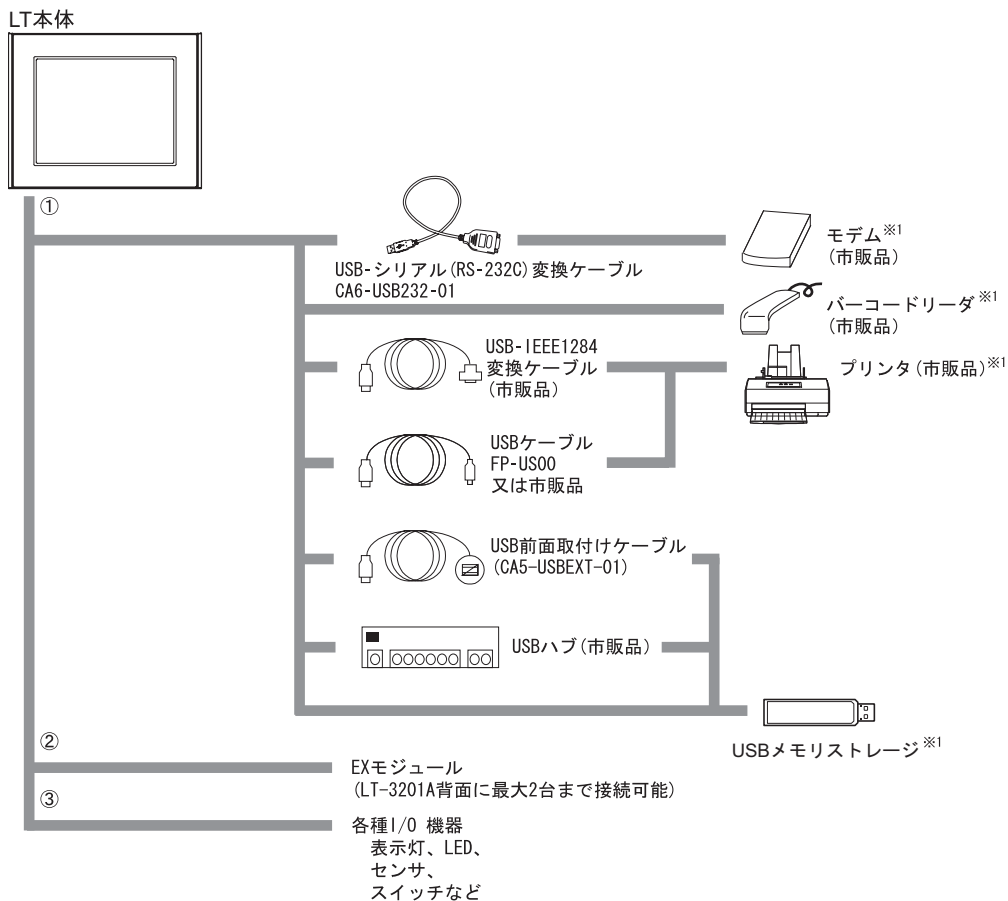 LT本体
①
USB-シリアル(RS-232C)変換ケーブル
CA6-USB232-01
モデム※1
(市販品)
バーコードリーダ※1
(市販品)
USB-IEEE1284
変換ケーブル
(市販品)
プリンタ(市販品)※1
USBケーブル
FP-US00
又は市販品
USB前面取付けケーブル
(CA5-USBEXT-01)
USBハブ(市販品)
USBメモリストレージ※1
②
EXモジュール
(LT-3201A背面に最大2台まで接続可能)
③
各種I/O 機器
表示灯、LED、
センサ、
スイッチなど